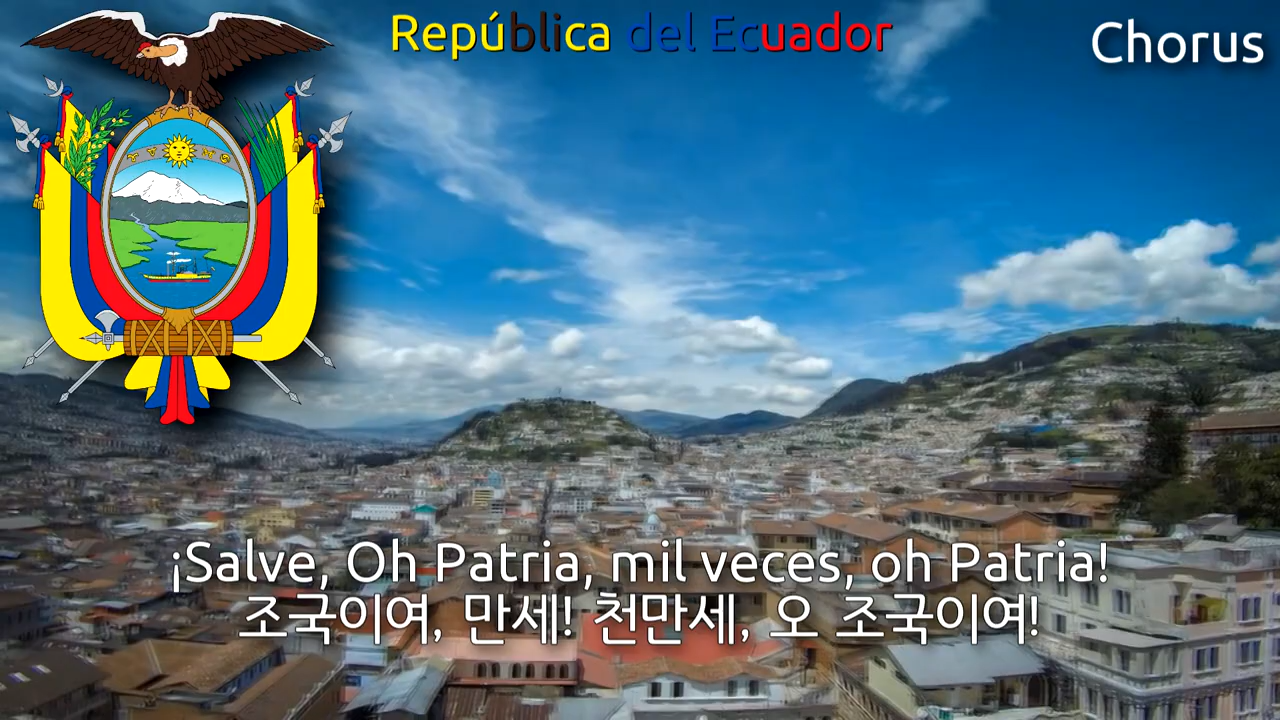 República del Ecuador
Chorus
¡Salve, Oh Patria, mil veces, oh Patria!
조국이여, 만세! 천만세, 오 조국이여!